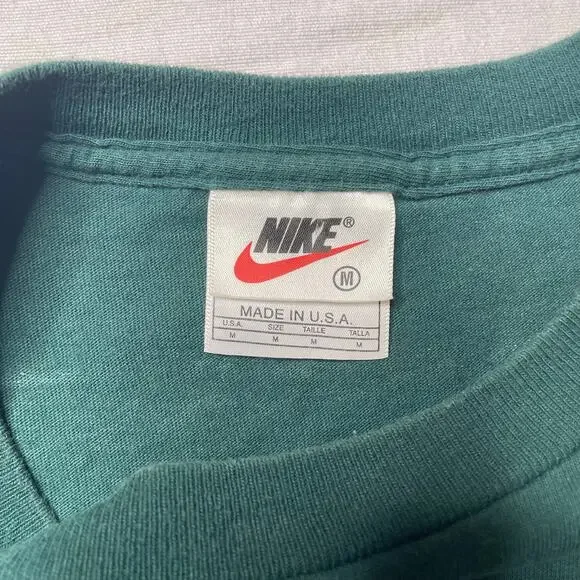 NIKE®
M
MADE IN U.S.A.
U.S.A. SIZE TAILLE TALLA
M M M M